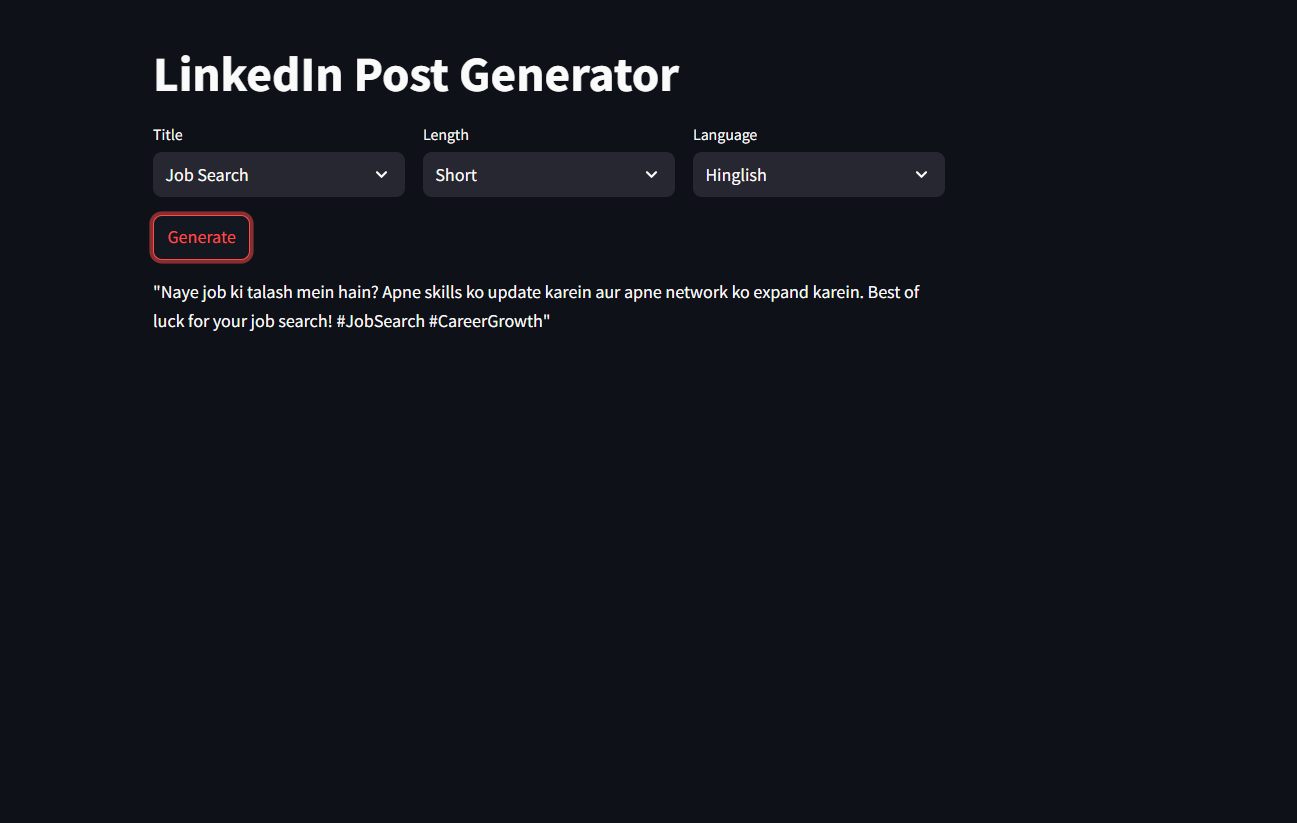 LinkedIn Post Generator
Title
Length
Language
Job Search
Short
Hinglish
Generate
"Naye job ki talash mein hain? Apne skills ko update karein aur apne network ko expand karein. Best of
luck for your job search! #JobSearch #CareerGrowth"